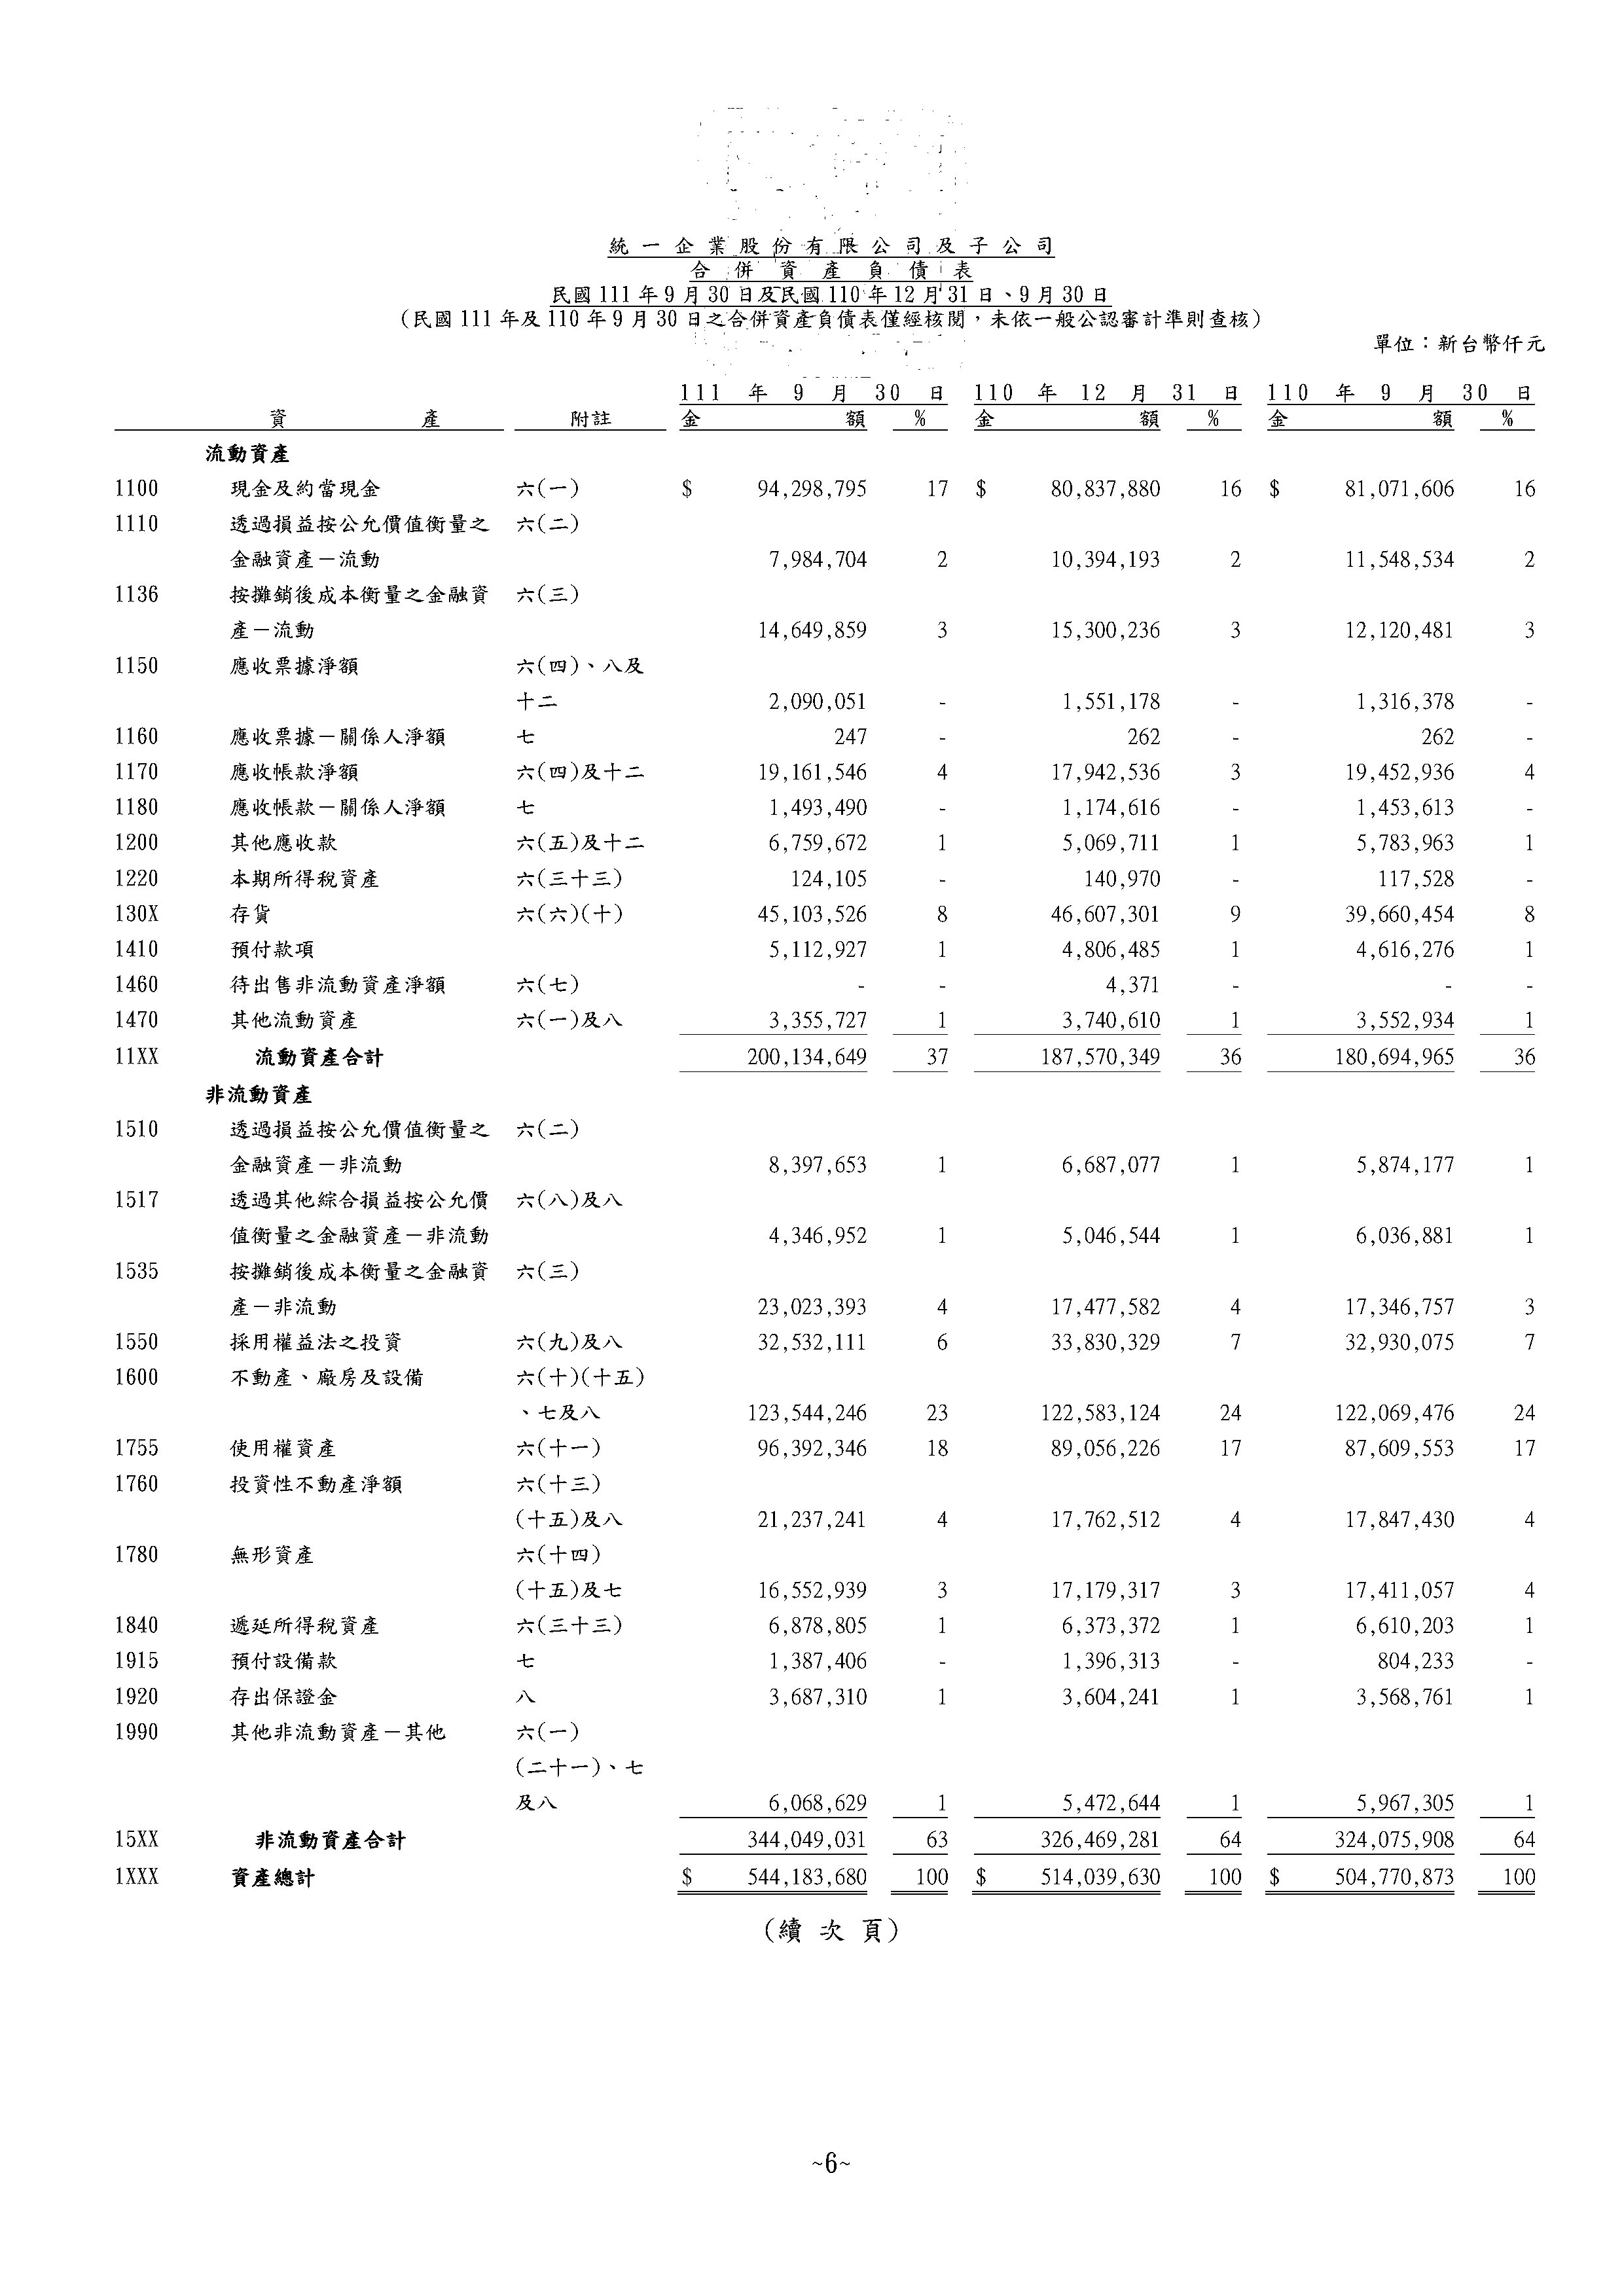 統一企業股份有限公司及子公司
合併資產負債表
民國111年9月30日及民國110年12月31日、9月30日
(民國111年及110年9月30日之合併資產負債表僅經核閱，未依一般公認審計準則查核)
單位：新台幣仟元
111年9月30日 110年12月31日 110年9月30日
資產 附註 金額 % 金額 % 金額 %
流動資產
1100 現金及約當現金 六(一) $ 94,298,795 17 $ 80,837,880 16 $ 81,071,606 16
1110 透過損益按公允價值衡量之 六(二)
金融資產－流動 7,984,704 2 10,394,193 2 11,548,534 2
1136 按攤銷後成本衡量之金融資 六(三)
產－流動 14,649,859 3 15,300,236 3 12,120,481 3
1150 應收票據淨額 六(四)、八及
十二 2,090,051 - 1,551,178 - 1,316,378 -
1160 應收票據－關係人淨額 七 247 - 262 - 262 -
1170 應收帳款淨額 六(四)及十二 19,161,546 4 17,942,536 3 19,452,936 4
1180 應收帳款－關係人淨額 七 1,493,490 - 1,174,616 - 1,453,613 -
1200 其他應收款 六(五)及十二 6,759,672 1 5,069,711 1 5,783,963 1
1220 本期所得稅資產 六(三十三) 124,105 - 140,970 - 117,528 -
130X 存貨 六(六)(十) 45,103,526 8 46,607,301 9 39,660,454 8
1410 預付款項 5,112,927 1 4,806,485 1 4,616,276 1
1460 待出售非流動資產淨額 六(七) - - 4,371 - - -
1470 其他流動資產 六(一)及八 3,355,727 1 3,740,610 1 3,552,934 1
11XX 流動資產合計 200,134,649 37 187,570,349 36 180,694,965 36
非流動資產
1510 透過損益按公允價值衡量之 六(二)
金融資產－非流動 8,397,653 1 6,687,077 1 5,874,177 1
1517 透過其他綜合損益按公允價 六(八)及八
值衡量之金融資產－非流動 4,346,952 1 5,046,544 1 6,036,881 1
1535 按攤銷後成本衡量之金融資 六(三)
產－非流動 23,023,393 4 17,477,582 4 17,346,757 3
1550 採用權益法之投資 六(九)及八 32,532,111 6 33,830,329 7 32,930,075 7
1600 不動產、廠房及設備 六(十)(十五)
、七及八 123,544,246 23 122,583,124 24 122,069,476 24
1755 使用權資產 六(十一) 96,392,346 18 89,056,226 17 87,609,553 17
1760 投資性不動產淨額 六(十三)
(十五)及八 21,237,241 4 17,762,512 4 17,847,430 4
1780 無形資產 六(十四)
(十五)及七 16,552,939 3 17,179,317 3 17,411,057 4
1840 遞延所得稅資產 六(三十三) 6,878,805 1 6,373,372 1 6,610,203 1
1915 預付設備款 七 1,387,406 - 1,396,313 - 804,233 -
1920 存出保證金 八 3,687,310 1 3,604,241 1 3,568,761 1
1990 其他非流動資產－其他 六(一)
(二十一)、七
及八 6,068,629 1 5,472,644 1 5,967,305 1
15XX 非流動資產合計 344,049,031 63 326,469,281 64 324,075,908 64
1XXX 資產總計 $ 544,183,680 100 $ 514,039,630 100 $ 504,770,873 100
(續次頁)
~6~